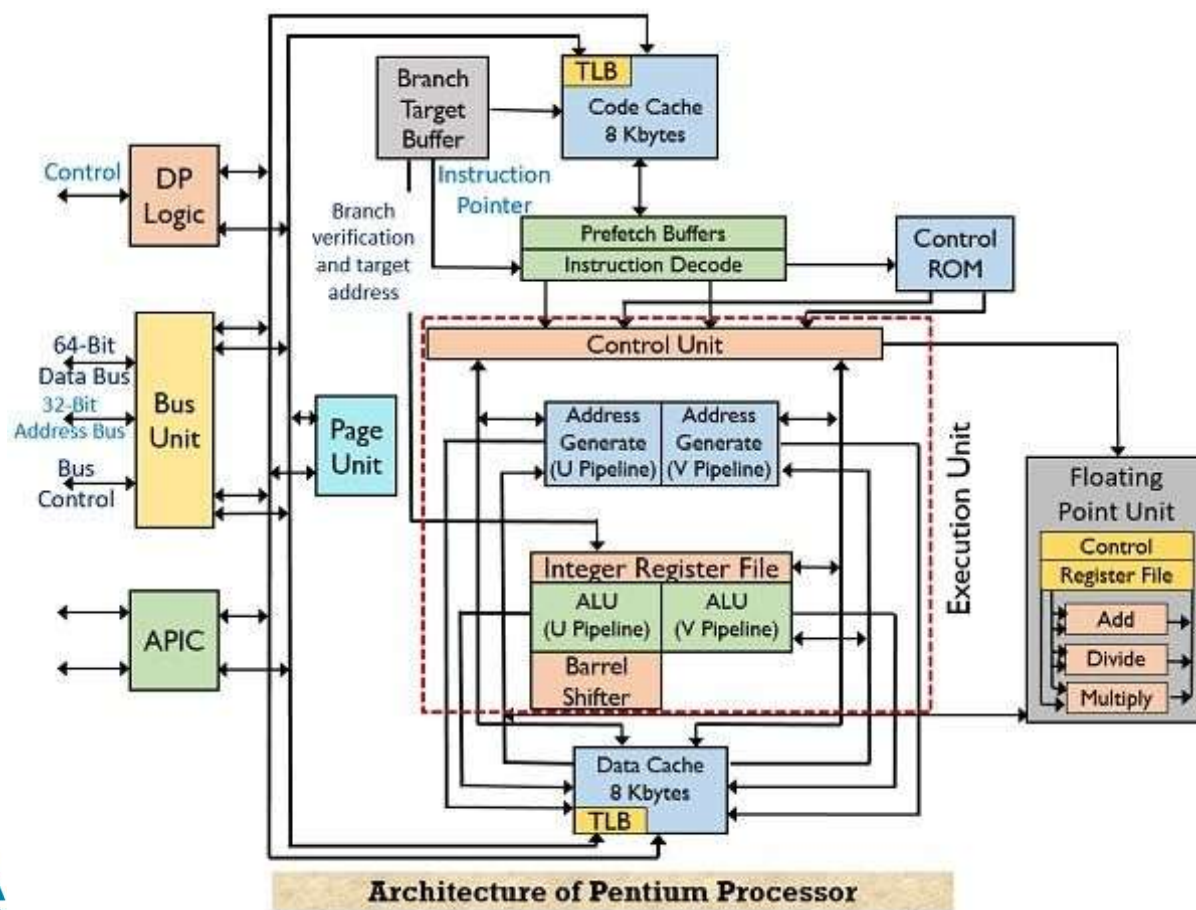 Branch
Target
Buffer
TLB
Code Cache
8 Kbytes
Control
DP
Logic
Instruction
Pointer
Branch
verification
and target
address
Prefetch Buffers
Instruction Decode
Control
ROM
64-Bit
Data Bus
32-Bit
Address Bus
Bus
Control
Bus
Unit
Page
Unit
Control Unit
Address
Generate
(U Pipeline)
Address
Generate
(V Pipeline)
Execution Unit
Floating
Point Unit
Control
Register File
Add
Divide
Multiply
Integer Register File
ALU
(U Pipeline)
ALU
(V Pipeline)
Barrel
Shifter
APIC
Data Cache
8 Kbytes
TLB
Architecture of Pentium Processor